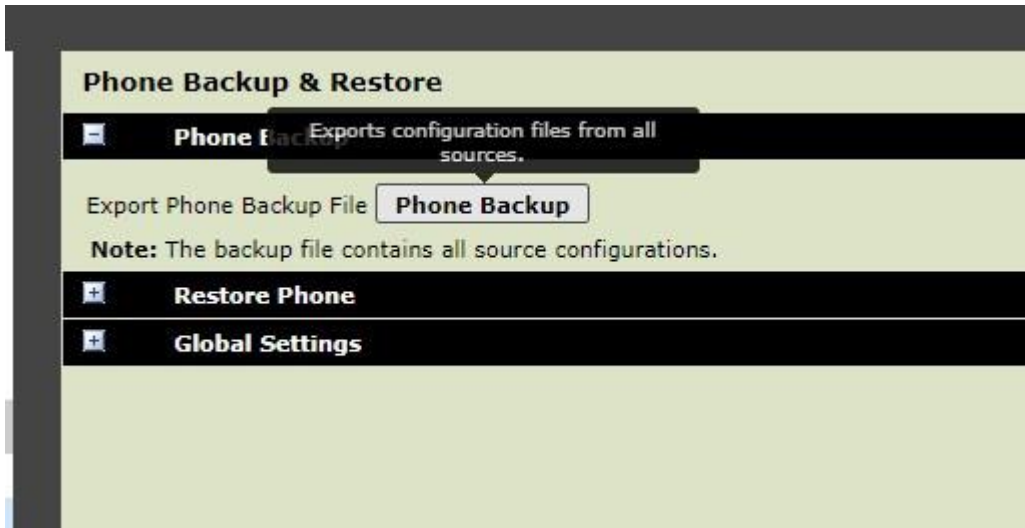 Phone Backup & Restore
Phone Backup
Exports configuration files from all
sources.
Export Phone Backup File Phone Backup
Note: The backup file contains all source configurations.
Restore Phone
Global Settings